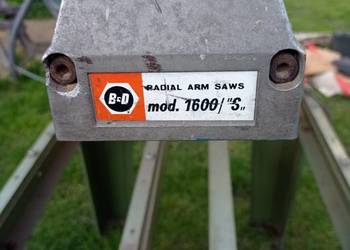 B&D
RADIAL ARM SAWS
mod. 1600/"S„